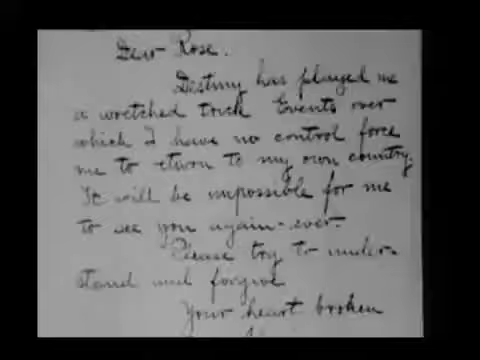 Dear Rose.
Destiny has played me
a wretched trick Events over
which I have no control force
me to return to my own country.
It will be impossible for me
to see you again - ever.
Please try to under-
stand and forgive
Your heart broken